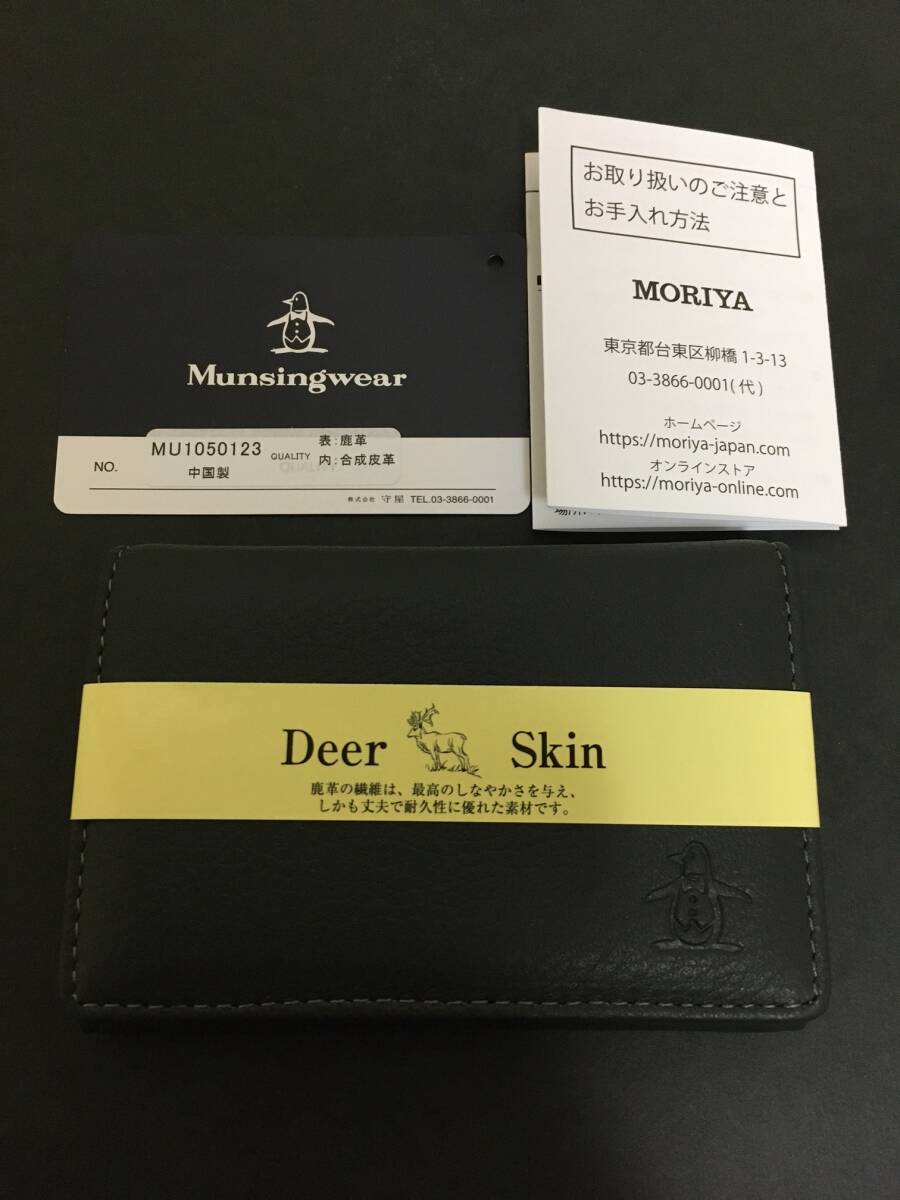 Munsingwear
NO.
MU1050123
中国製
QUALITY
表:鹿革
内:合成皮革
株式会社 守屋 TEL.03-3866-0001
お取り扱いのご注意と
お手入れ方法
MORIYA
東京都台東区柳橋 1-3-13
03-3866-0001(代)
ホームページ
https://moriya-japan.com
オンラインストア
https://moriya-online.com
Deer Skin
鹿革の繊維は、最高のしなやかさを与え、
しかも丈夫で耐久性に優れた素材です。